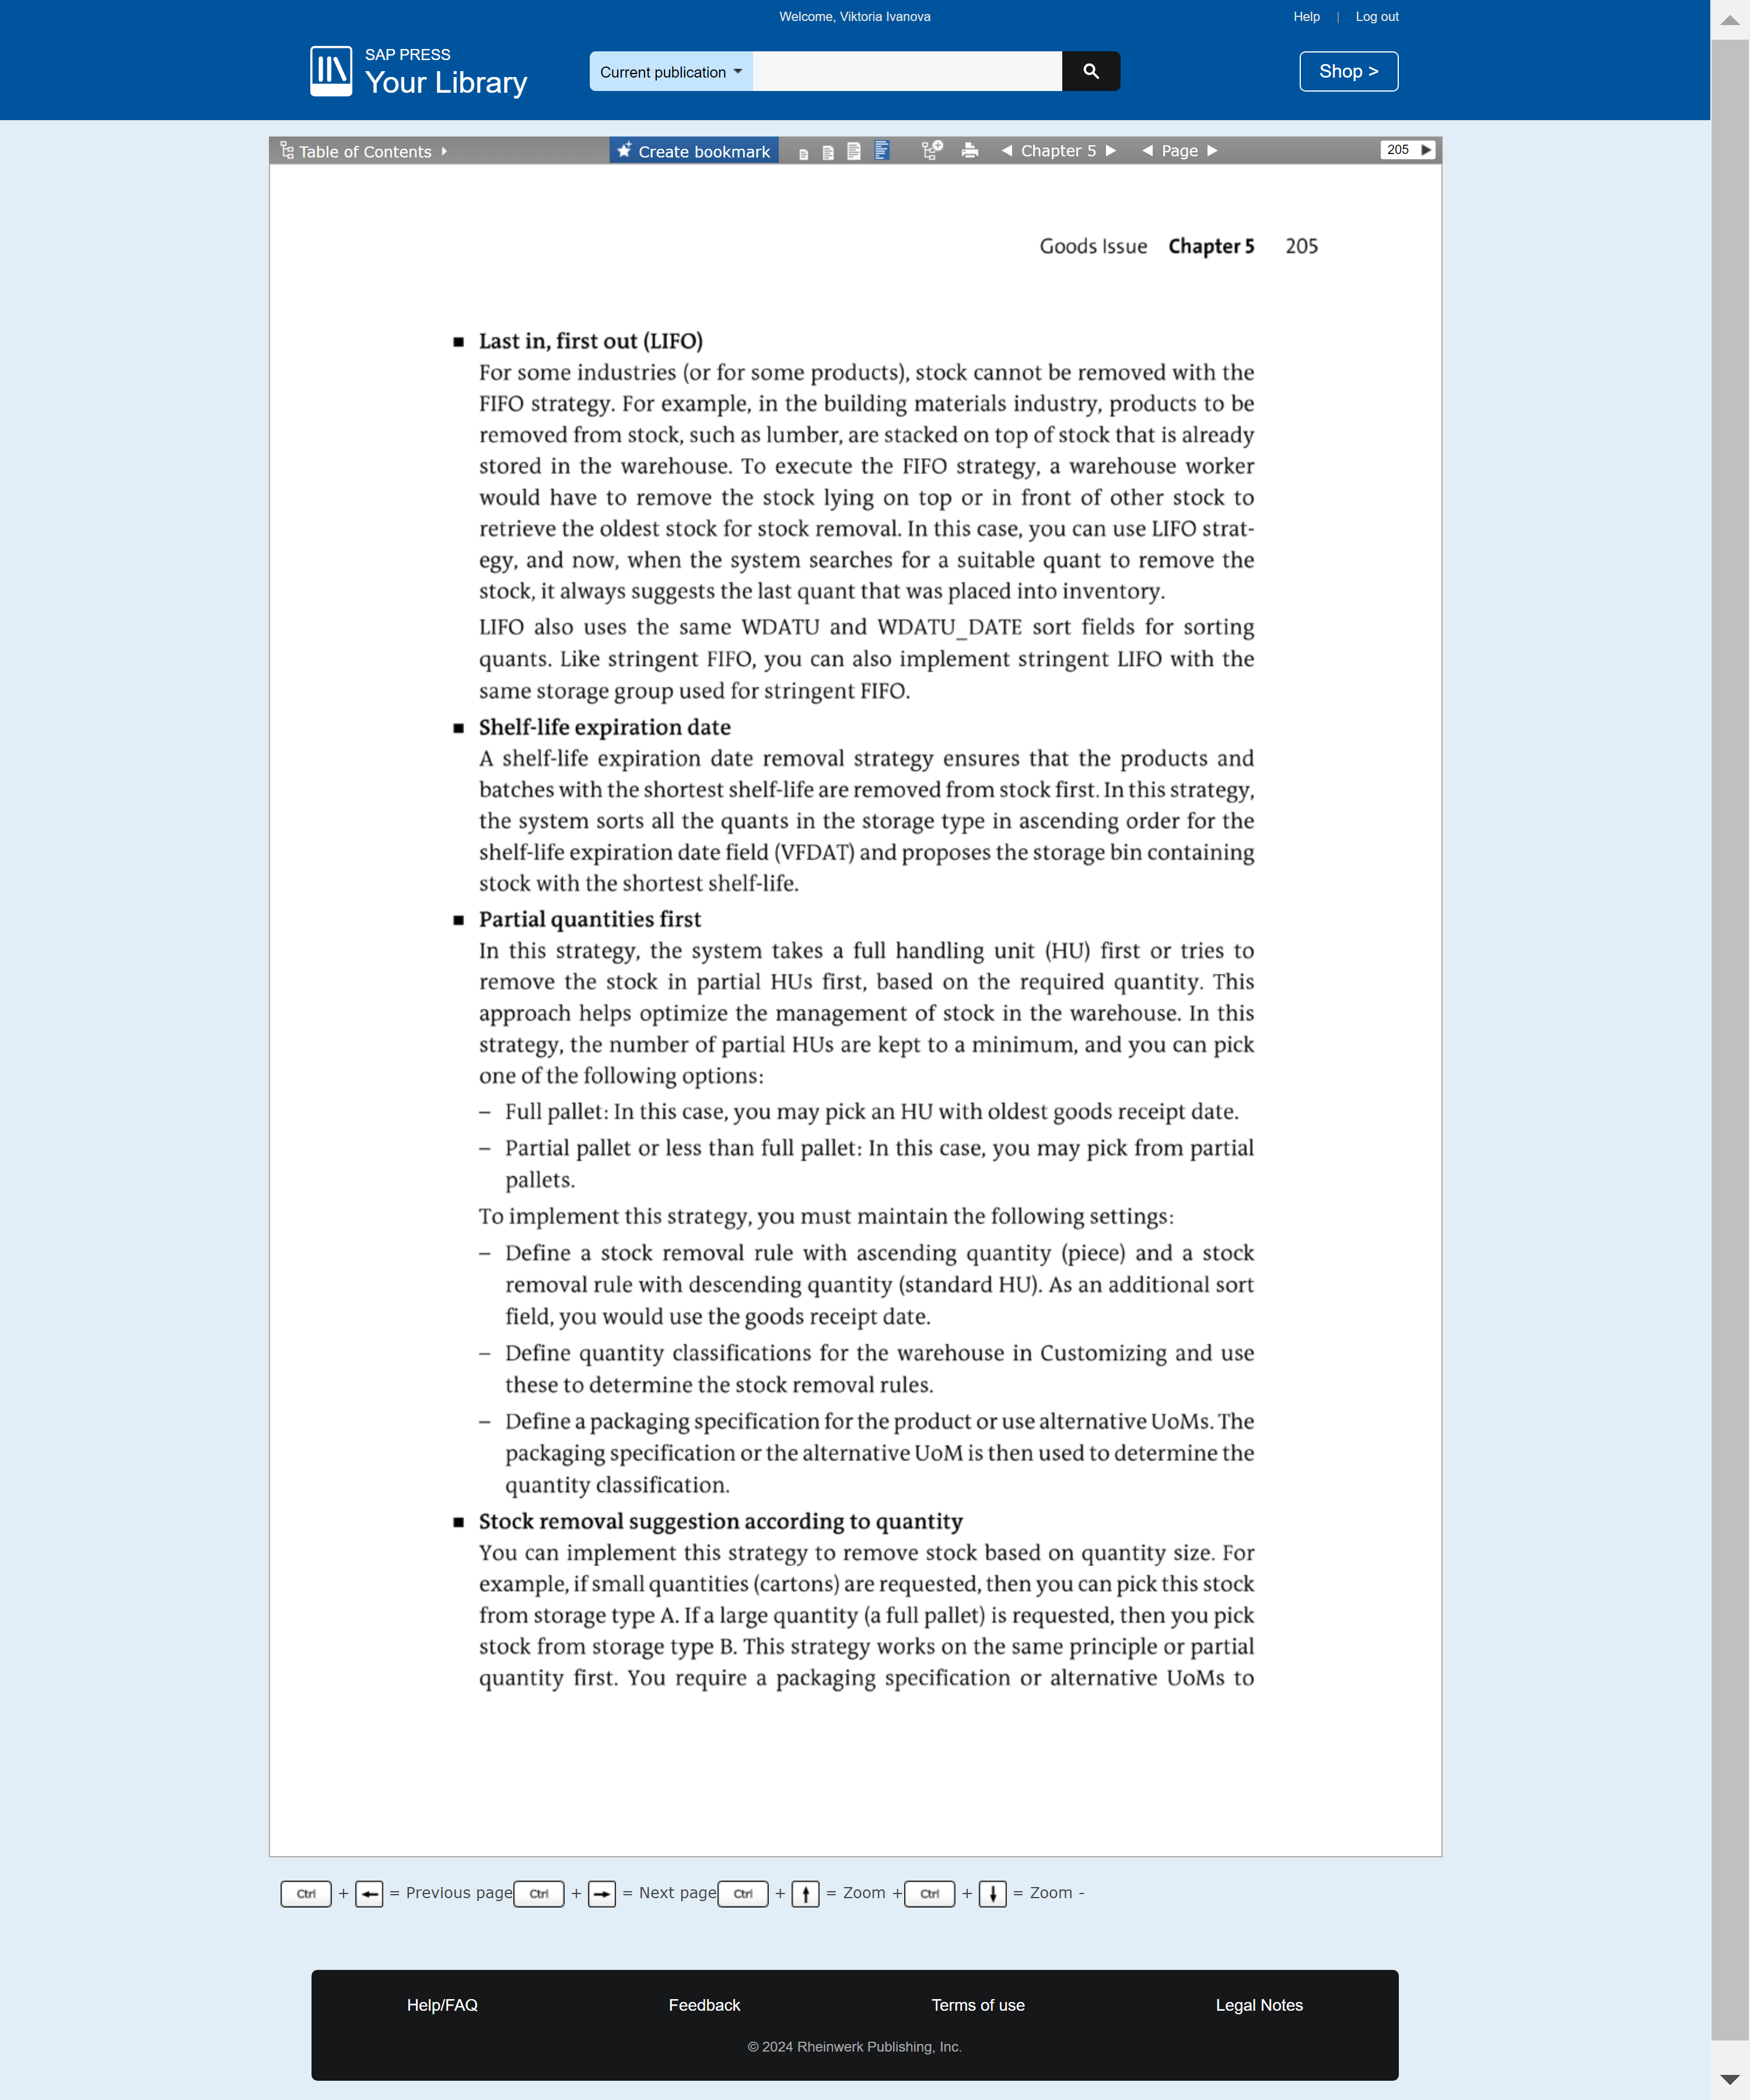 Welcome, Viktoria Ivanova
Help | Log out
SAP PRESS
Your Library
Current publication
Shop >
Table of Contents
Create bookmark
Chapter 5
Page
205
Goods Issue Chapter 5 205
■ Last in, first out (LIFO)
For some industries (or for some products), stock cannot be removed with the
FIFO strategy. For example, in the building materials industry, products to be
removed from stock, such as lumber, are stacked on top of stock that is already
stored in the warehouse. To execute the FIFO strategy, a warehouse worker
would have to remove the stock lying on top or in front of other stock to
retrieve the oldest stock for stock removal. In this case, you can use LIFO strat-
egy, and now, when the system searches for a suitable quant to remove the
stock, it always suggests the last quant that was placed into inventory.
LIFO also uses the same WDATU and WDATU_DATE sort fields for sorting
quants. Like stringent FIFO, you can also implement stringent LIFO with the
same storage group used for stringent FIFO.
■ Shelf-life expiration date
A shelf-life expiration date removal strategy ensures that the products and
batches with the shortest shelf-life are removed from stock first. In this strategy,
the system sorts all the quants in the storage type in ascending order for the
shelf-life expiration date field (VFDAT) and proposes the storage bin containing
stock with the shortest shelf-life.
■ Partial quantities first
In this strategy, the system takes a full handling unit (HU) first or tries to
remove the stock in partial HUs first, based on the required quantity. This
approach helps optimize the management of stock in the warehouse. In this
strategy, the number of partial HUs are kept to a minimum, and you can pick
one of the following options:
– Full pallet: In this case, you may pick an HU with oldest goods receipt date.
– Partial pallet or less than full pallet: In this case, you may pick from partial
pallets.
To implement this strategy, you must maintain the following settings:
– Define a stock removal rule with ascending quantity (piece) and a stock
removal rule with descending quantity (standard HU). As an additional sort
field, you would use the goods receipt date.
– Define quantity classifications for the warehouse in Customizing and use
these to determine the stock removal rules.
– Define a packaging specification for the product or use alternative UoMs. The
packaging specification or the alternative UoM is then used to determine the
quantity classification.
■ Stock removal suggestion according to quantity
You can implement this strategy to remove stock based on quantity size. For
example, if small quantities (cartons) are requested, then you can pick this stock
from storage type A. If a large quantity (a full pallet) is requested, then you pick
stock from storage type B. This strategy works on the same principle or partial
quantity first. You require a packaging specification or alternative UoMs to
Ctrl + ← = Previous page Ctrl + → = Next page Ctrl + ↑ = Zoom + Ctrl + ↓ = Zoom -
Help/FAQ
Feedback
Terms of use
Legal Notes
© 2024 Rheinwerk Publishing, Inc.